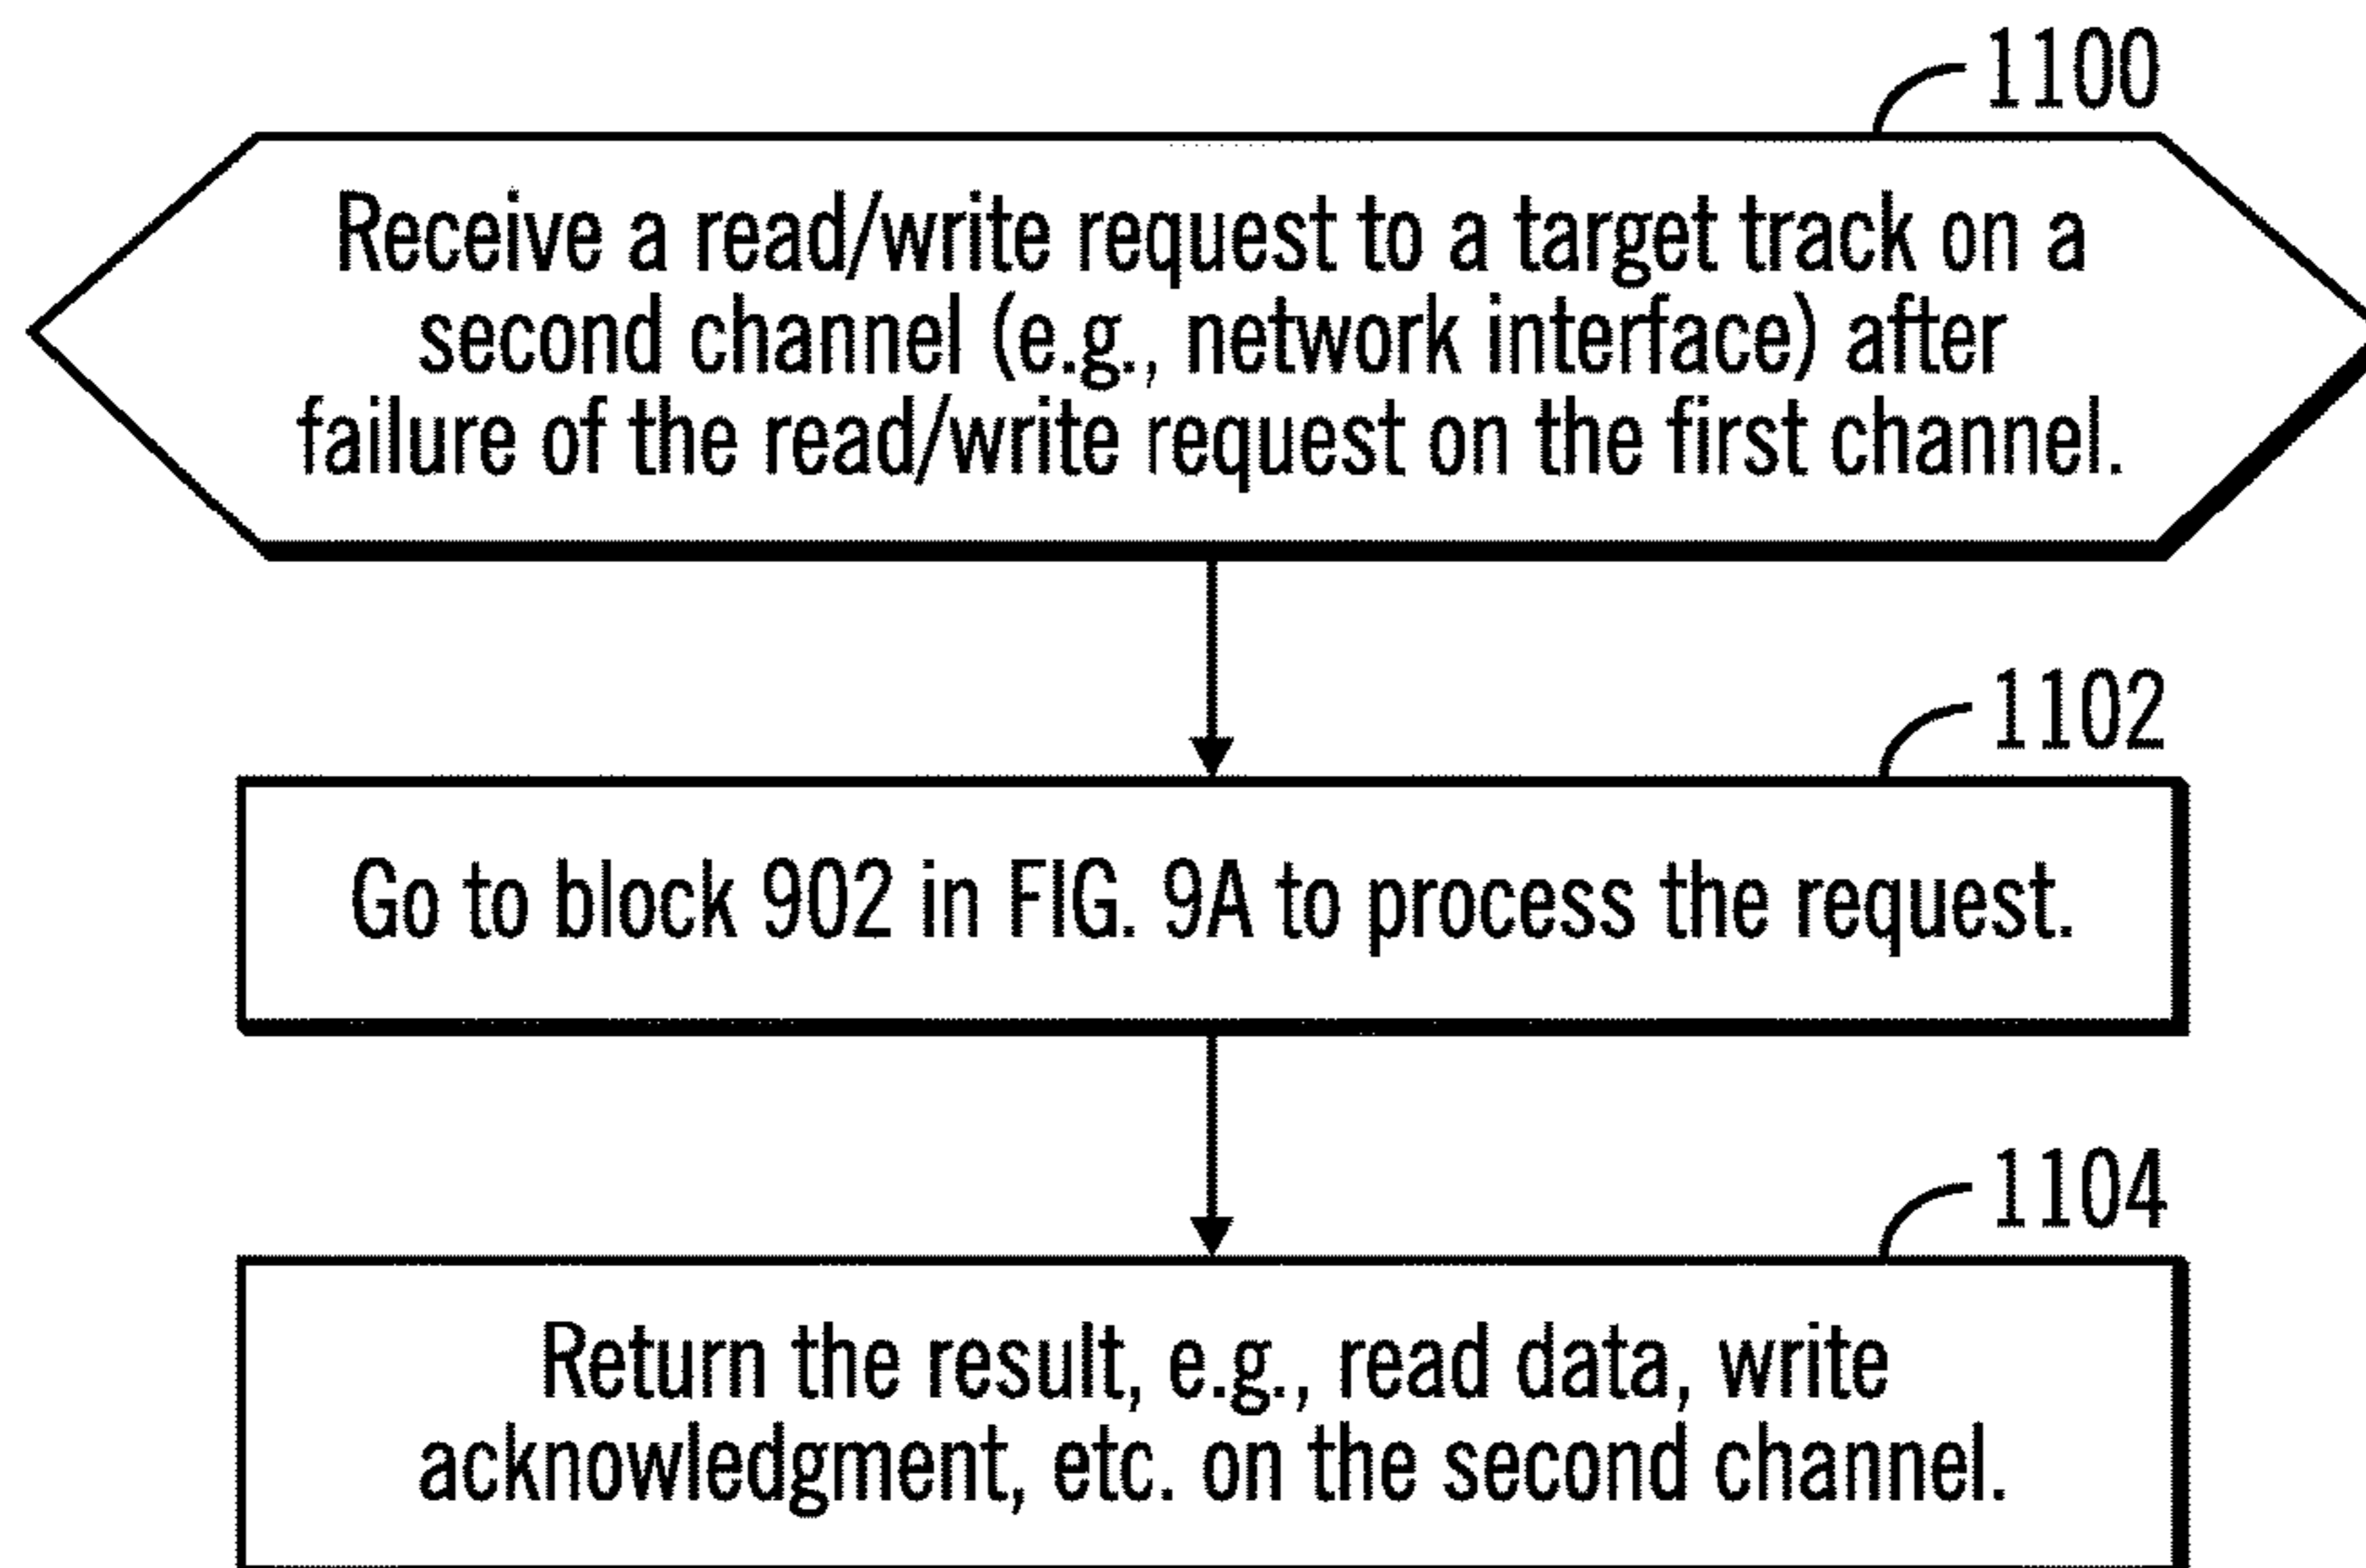 1100
Receive a read/write request to a target track on a
second channel (e.g., network interface) after
failure of the read/write request on the first channel.
1102
Go to block 902 in FIG. 9A to process the request.
1104
Return the result, e.g., read data, write
acknowledgment, etc. on the second channel.